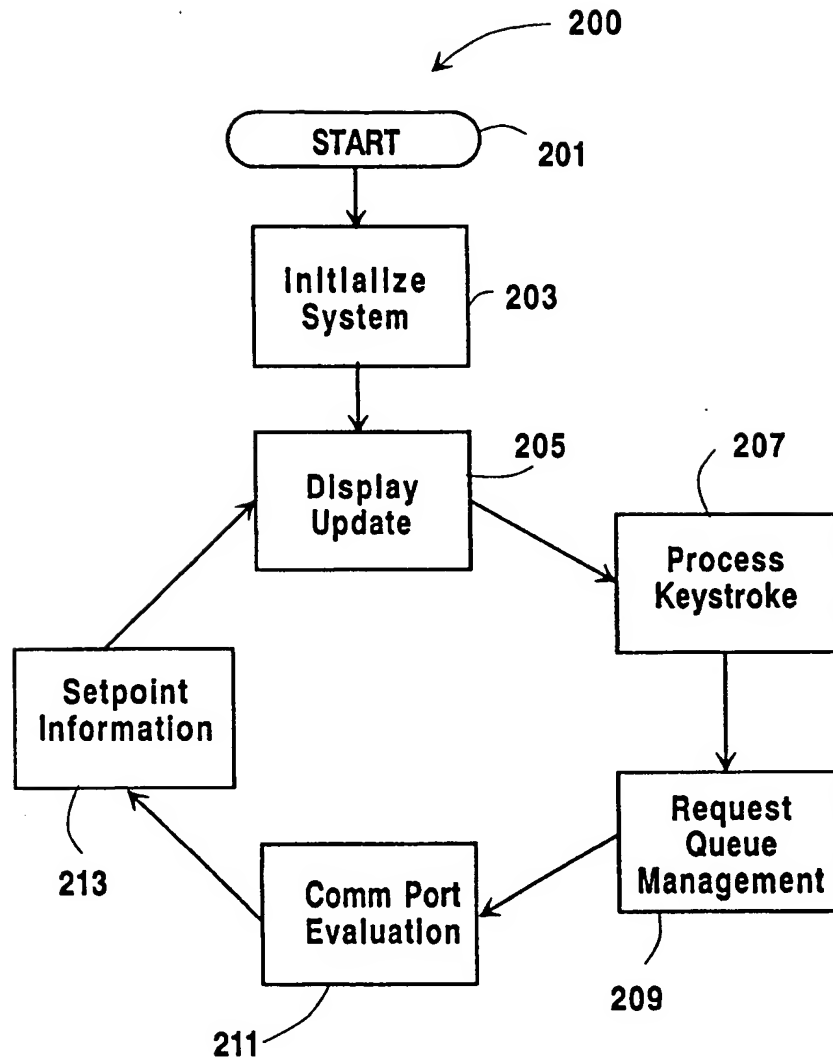 200
START
201
Initialize
System
203
Display
Update
205
207
Process
Keystroke
Setpoint
Information
213
Request
Queue
Management
209
Comm Port
Evaluation
211